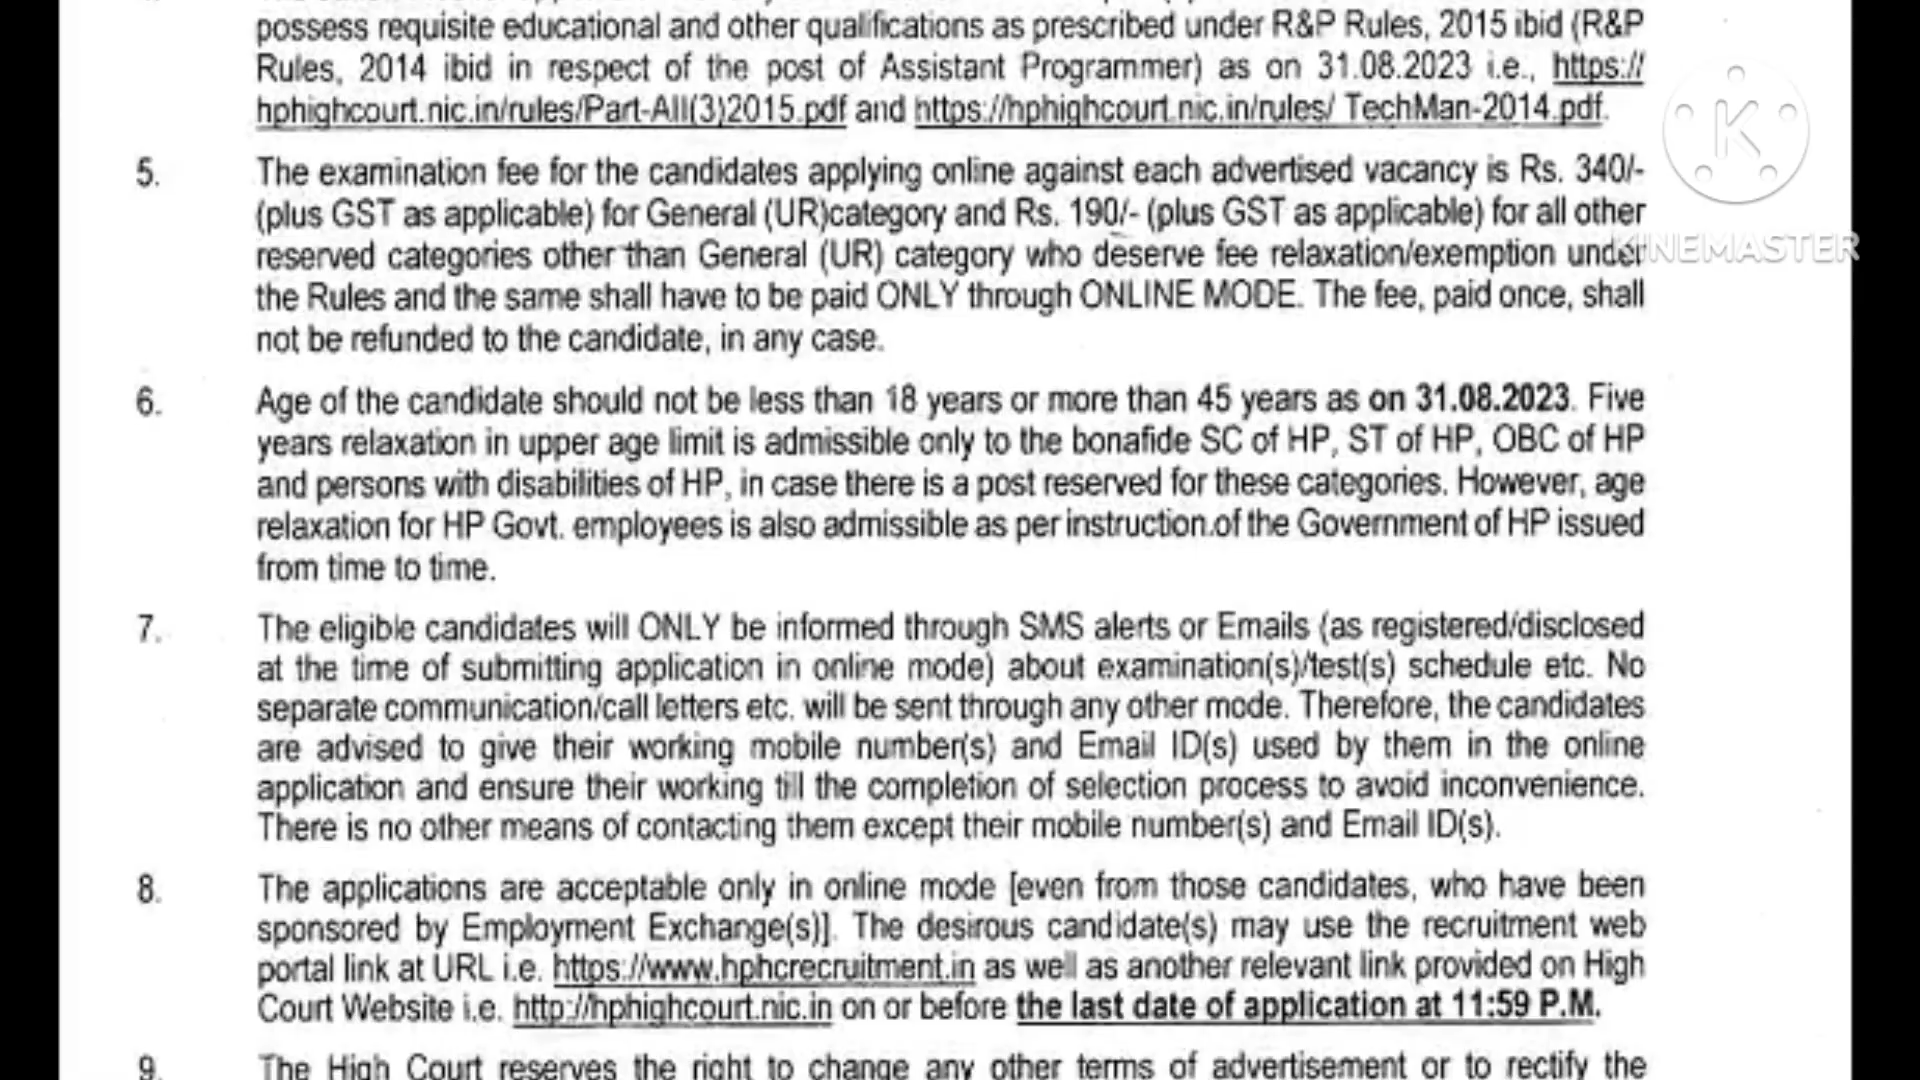 possess requisite educational and other qualifications as prescribed under R&P Rules, 2015 ibid (R&P
Rules, 2014 ibid in respect of the post of Assistant Programmer) as on 31.08.2023 i.e., https://
hphighcourt.nic.in/rules/Part-AII(3)2015.pdf and https://hphighcourt.nic.in/rules/ TechMan-2014.pdf.
K
KINEMASTER
5. The examination fee for the candidates applying online against each advertised vacancy is Rs. 340/-
(plus GST as applicable) for General (UR)category and Rs. 190/- (plus GST as applicable) for all other
reserved categories other than General (UR) category who deserve fee relaxation/exemption under
the Rules and the same shall have to be paid ONLY through ONLINE MODE. The fee, paid once, shall
not be refunded to the candidate, in any case.
6. Age of the candidate should not be less than 18 years or more than 45 years as on 31.08.2023. Five
years relaxation in upper age limit is admissible only to the bonafide SC of HP, ST of HP, OBC of HP
and persons with disabilities of HP, in case there is a post reserved for these categories. However, age
relaxation for HP Govt. employees is also admissible as per instruction.of the Government of HP issued
from time to time.
7. The eligible candidates will ONLY be informed through SMS alerts or Emails (as registered/disclosed
at the time of submitting application in online mode) about examination(s)/test(s) schedule etc. No
separate communication/call letters etc. will be sent through any other mode. Therefore, the candidates
are advised to give their working mobile number(s) and Email ID(s) used by them in the online
application and ensure their working till the completion of selection process to avoid inconvenience.
There is no other means of contacting them except their mobile number(s) and Email ID(s).
8. The applications are acceptable only in online mode [even from those candidates, who have been
sponsored by Employment Exchange(s)]. The desirous candidate(s) may use the recruitment web
portal link at URL i.e. https://www.hphcrecruitment.in as well as another relevant link provided on High
Court Website i.e. http://hphighcourt.nic.in on or before the last date of application at 11:59 P.M.
9. The High Court reserves the right to change any other terms of advertisement or to rectify the